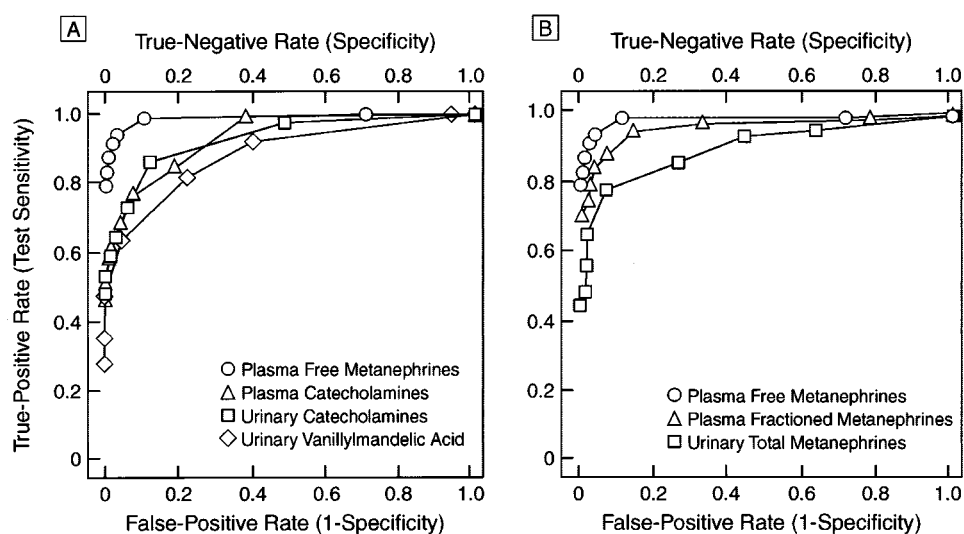 A
True-Negative Rate (Specificity)
0 0.2 0.4 0.6 0.8 1.0
True-Positive Rate (Test Sensitivity)
1.0
0.8
0.6
0.4
0.2
0
Plasma Free Metanephrines
Plasma Catecholamines
Urinary Catecholamines
Urinary Vanillylmandelic Acid
0 0.2 0.4 0.6 0.8 1.0
False-Positive Rate (1-Specificity)
B
True-Negative Rate (Specificity)
0 0.2 0.4 0.6 0.8 1.0
1.0
0.8
0.6
0.4
0.2
0
Plasma Free Metanephrines
Plasma Fractioned Metanephrines
Urinary Total Metanephrines
0 0.2 0.4 0.6 0.8 1.0
False-Positive Rate (1-Specificity)